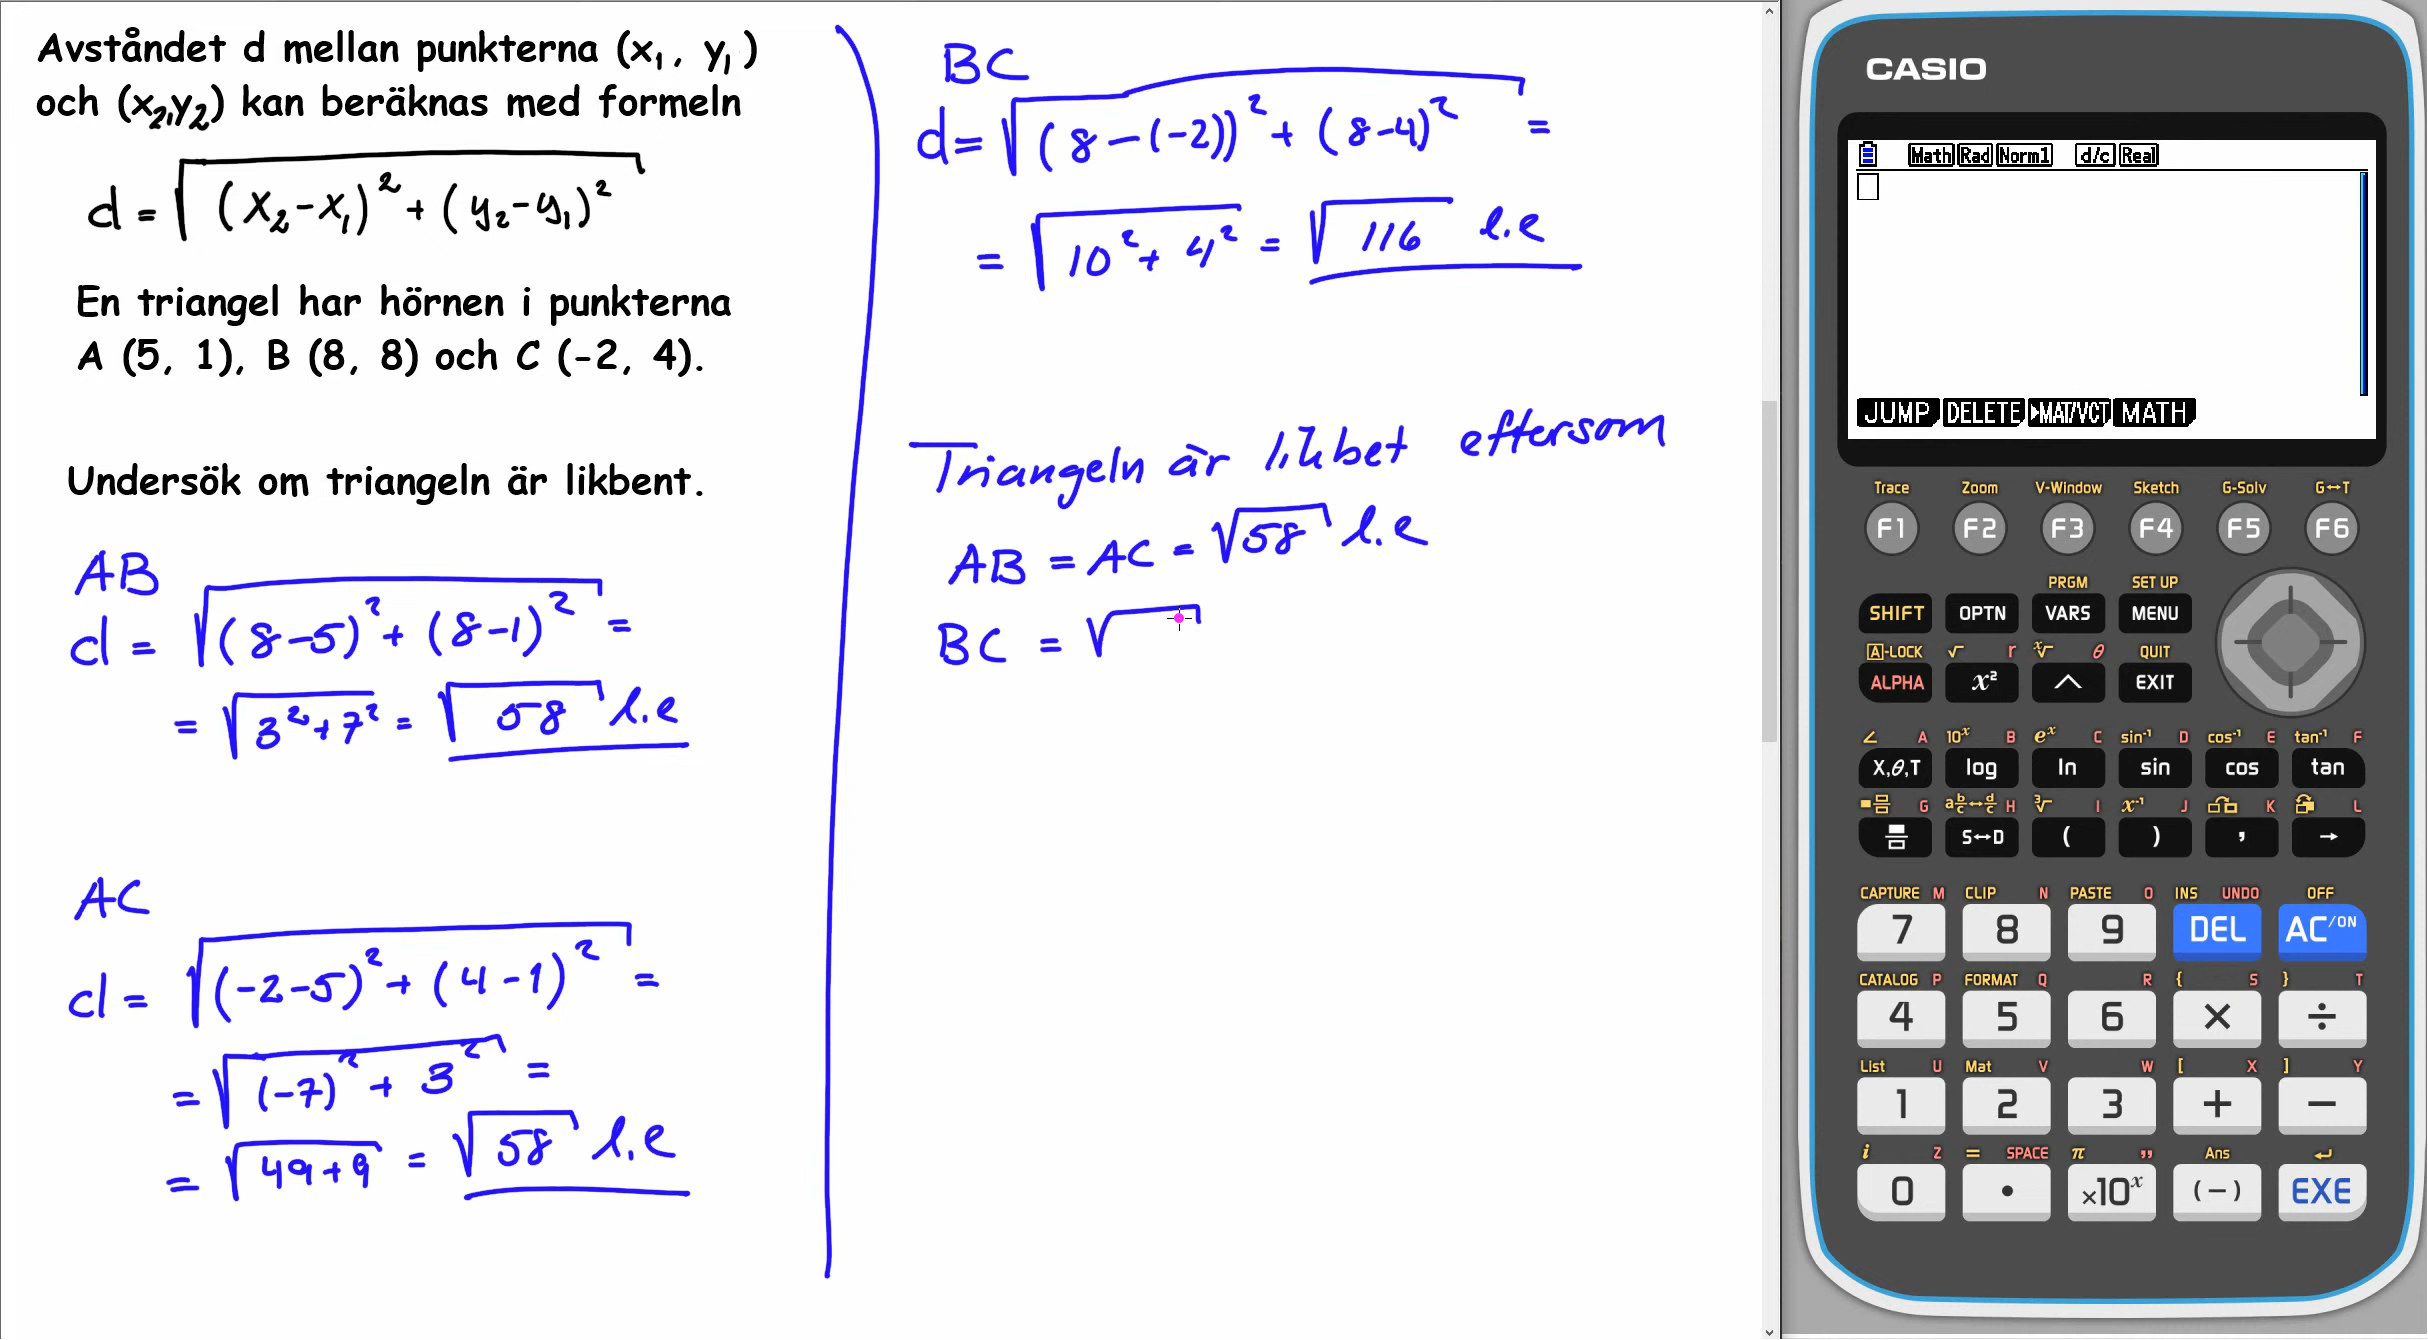 Avståndet d mellan punkterna (x₁, y₁)
och (x₂,y₂) kan beräknas med formeln
d = √((x₂-x₁)² + (y₂-y₁)²)
En triangel har hörnen i punkterna
A (5, 1), B (8, 8) och C (-2, 4).
Undersök om triangeln är likbent.
AB
d = √((8-5)² + (8-1)²) =
= √(3²+7²) = √58 l.e
AC
d = √((-2-5)² + (4-1)²) =
= √((-7)² + 3²) =
= √(49+9) = √58 l.e
BC
d = √((8-(-2))² + (8-4)²) =
= √(10² + 4²) = √116 l.e
Triangeln är likbet eftersom
AB = AC = √58 l.e
BC = √
CASIO
Math Rad Norm1 d/c Real
JUMP DELETE ▶MAT/VCT MATH
Trace Zoom V-Window Sketch G-Solv G↔T
F1 F2 F3 F4 F5 F6
PRGM SET UP
SHIFT OPTN VARS MENU
A-LOCK √ r ˣ√ θ QUIT
ALPHA x² ^ EXIT
∠ A 10ˣ B eˣ C sin⁻¹ D cos⁻¹ E tan⁻¹ F
X,θ,T log ln sin cos tan
G a b/c↔d/c H ³√ I x⁻¹ J K L
S↔D ( ) , →
CAPTURE M CLIP N PASTE O INS UNDO OFF
7 8 9 DEL AC/ON
CATALOG P FORMAT Q R { S } T
4 5 6 × ÷
List U Mat V W [ X ] Y
1 2 3 + −
i Z = SPACE π " Ans ↵
0 • ×10ˣ (−) EXE